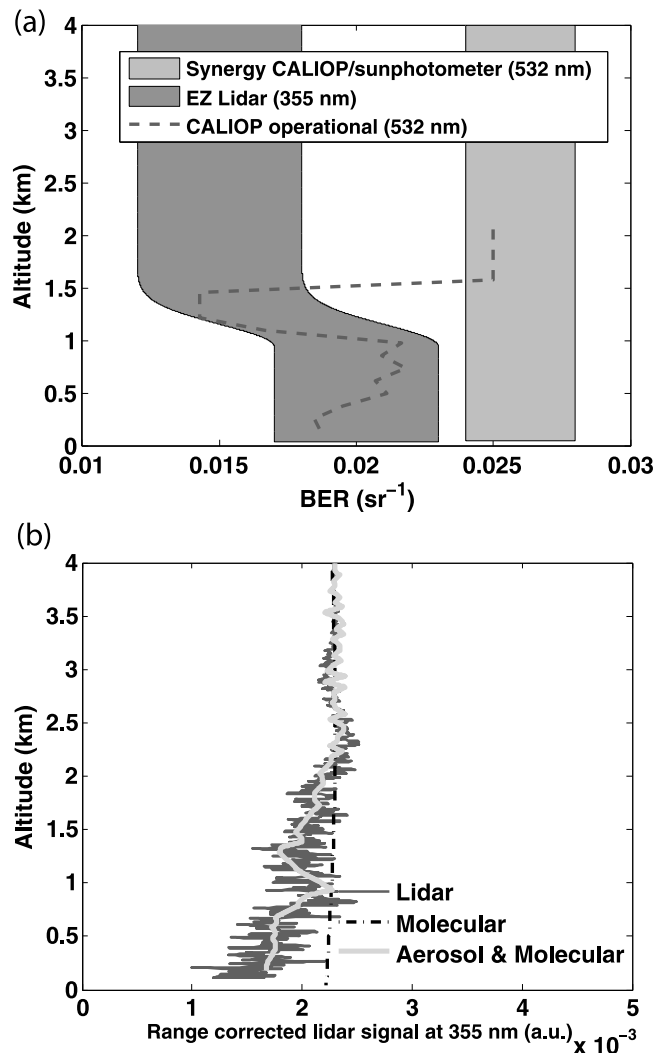 (a)
4
3.5
3
2.5
2
1.5
1
0.5
0
Altitude (km)
Synergy CALIOP/sunphotometer (532 nm)
EZ Lidar (355 nm)
CALIOP operational (532 nm)
0.01 0.015 0.02 0.025 0.03
BER (sr⁻¹)
(b)
4
3.5
3
2.5
2
1.5
1
0.5
0
Altitude (km)
Lidar
Molecular
Aerosol & Molecular
0 1 2 3 4 5
Range corrected lidar signal at 355 nm (a.u.) x 10⁻³